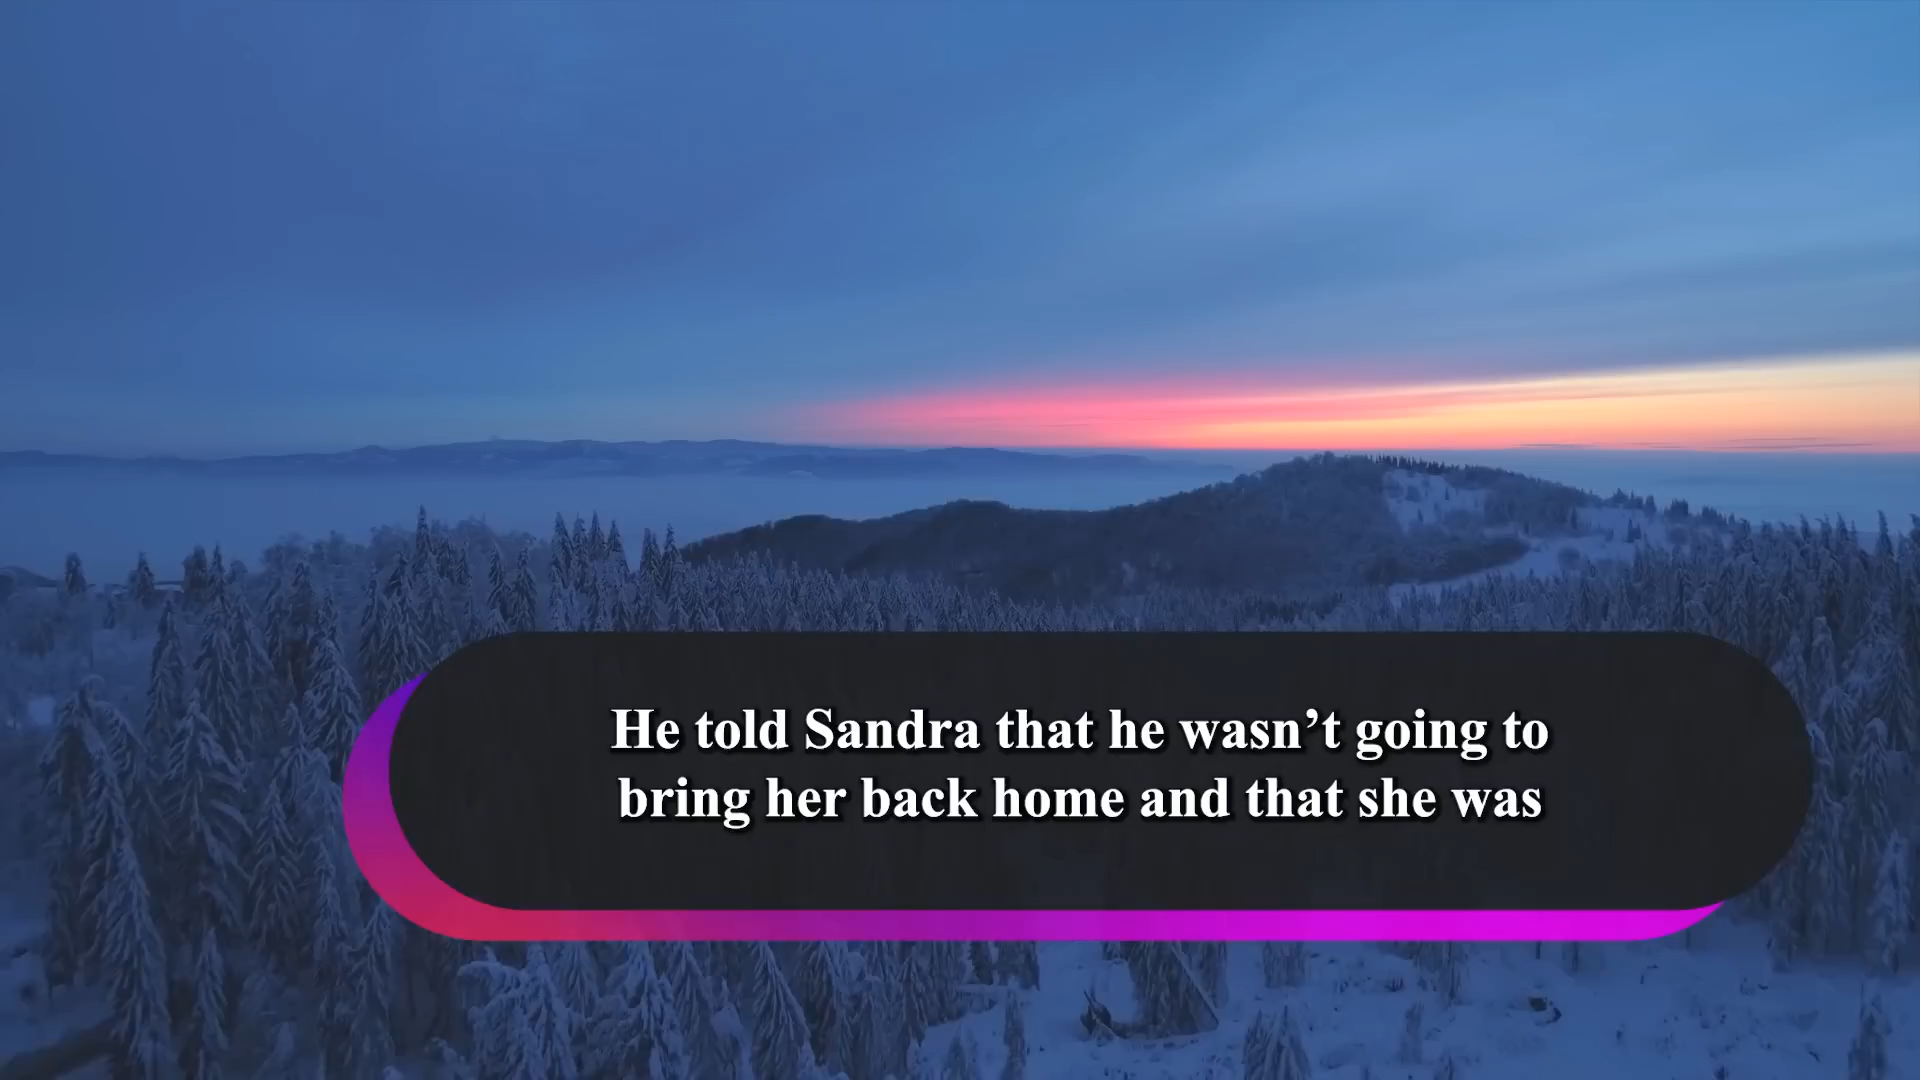 He told Sandra that he wasn’t going to
bring her back home and that she was